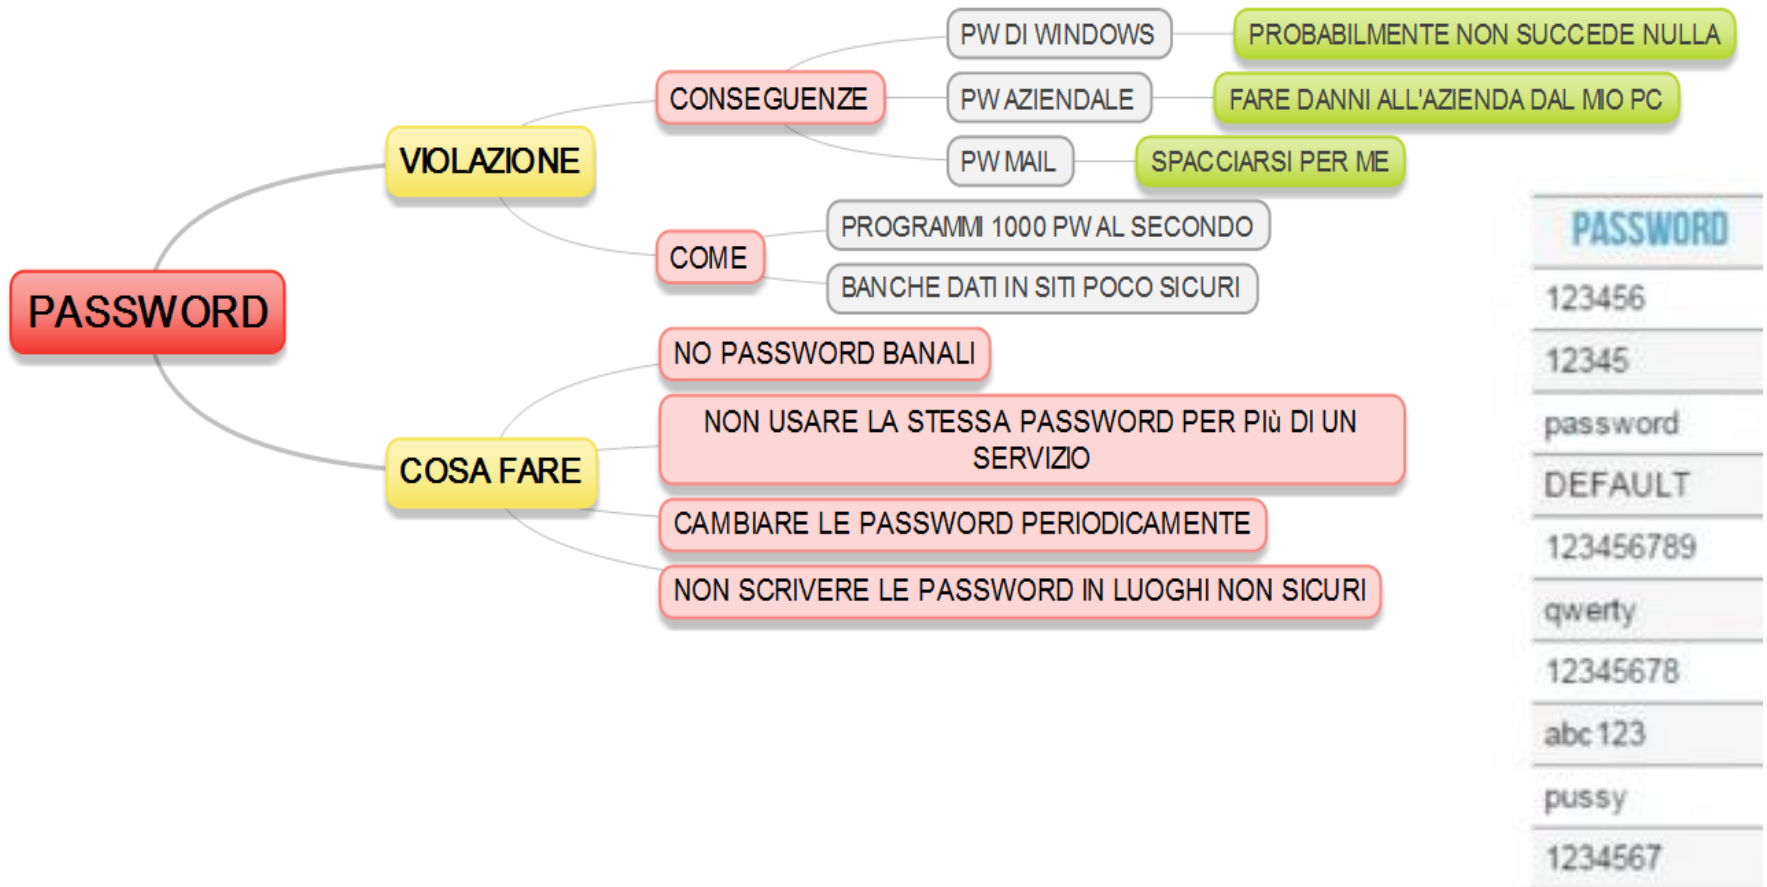 PASSWORD
VIOLAZIONE
CONSEGUENZE
PW DI WINDOWS
PROBABILMENTE NON SUCCEDE NULLA
PW AZIENDALE
FARE DANNI ALL'AZIENDA DAL MIO PC
PW MAIL
SPACCIARSI PER ME
COME
PROGRAMMI 1000 PW AL SECONDO
BANCHE DATI IN SITI POCO SICURI
COSA FARE
NO PASSWORD BANALI
NON USARE LA STESSA PASSWORD PER PIù DI UN
SERVIZIO
CAMBIARE LE PASSWORD PERIODICAMENTE
NON SCRIVERE LE PASSWORD IN LUOGHI NON SICURI
PASSWORD
123456
12345
password
DEFAULT
123456789
qwerty
12345678
abc123
pussy
1234567